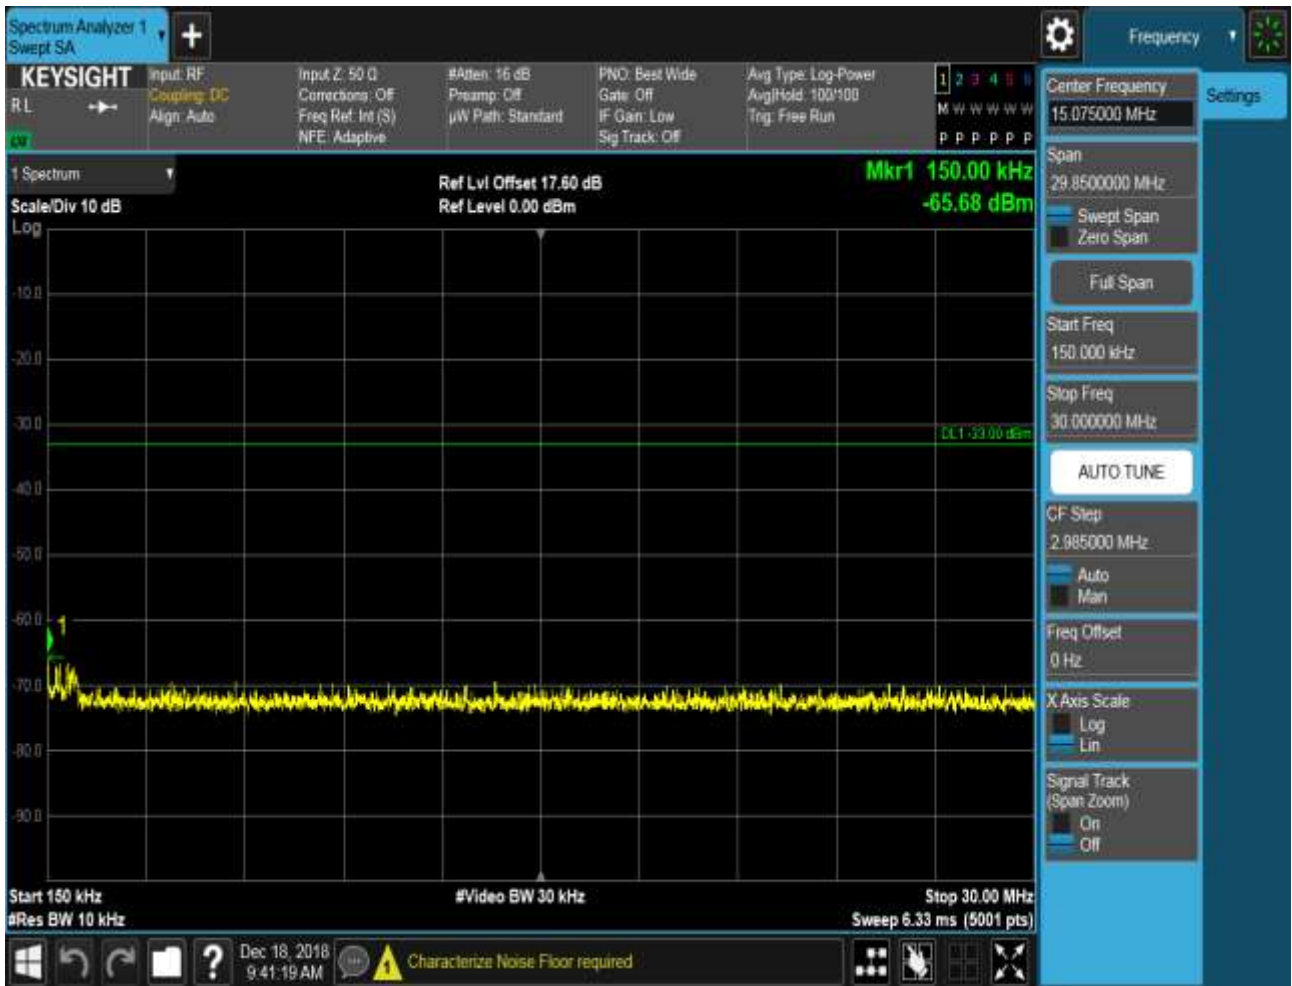 Spectrum Analyzer 1
Swept SA
Frequency
KEYSIGHT
RL
Input: RF
Coupling: DC
Align: Auto
Input Z: 50 Ω
Corrections: Off
Freq Ref: Int (S)
NFE: Adaptive
#Atten: 16 dB
Preamp: Off
µW Path: Standard
PNO: Best Wide
Gate: Off
IF Gain: Low
Sig Track: Off
Avg Type: Log-Power
Avg|Hold: 100/100
Trig: Free Run
1 2 3 4 5 6
M W W W W W
P P P P P P
1 Spectrum
Scale/Div 10 dB
Log
Ref Lvl Offset 17.60 dB
Ref Level 0.00 dBm
Mkr1 150.00 kHz
-65.68 dBm
-10.0
-20.0
-30.0
DL1 -33.00 dBm
-40.0
-50.0
-60.0
1
-70.0
-80.0
-90.0
Start 150 kHz
#Video BW 30 kHz
Stop 30.00 MHz
#Res BW 10 kHz
Sweep 6.33 ms (5001 pts)
Dec 18, 2018
9:41:19 AM
Characterize Noise Floor required
Center Frequency
15.075000 MHz
Settings
Span
29.8500000 MHz
Swept Span
Zero Span
Full Span
Start Freq
150.000 kHz
Stop Freq
30.000000 MHz
AUTO TUNE
CF Step
2.985000 MHz
Auto
Man
Freq Offset
0 Hz
X Axis Scale
Log
Lin
Signal Track
(Span Zoom)
On
Off